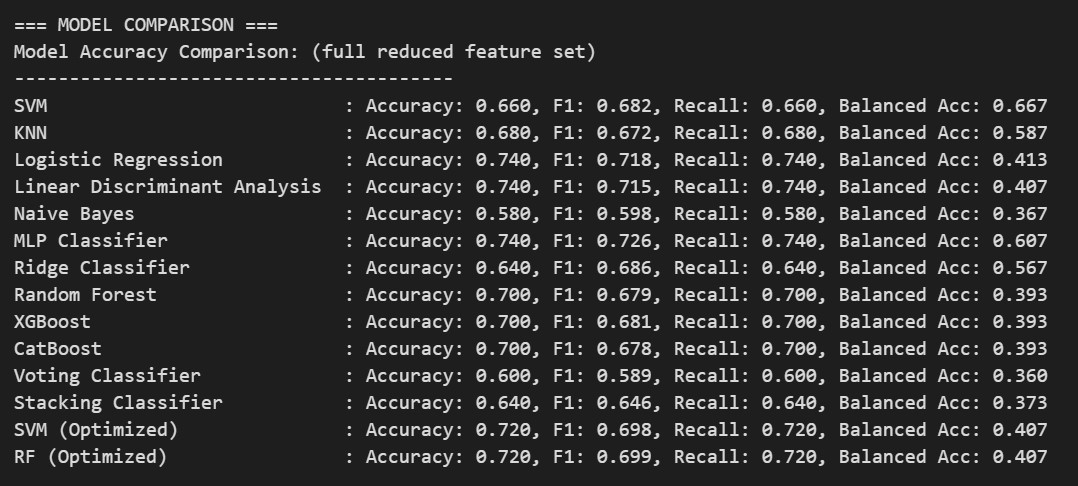 === MODEL COMPARISON ===
Model Accuracy Comparison: (full reduced feature set)
----------------------------------------
SVM                           : Accuracy: 0.660, F1: 0.682, Recall: 0.660, Balanced Acc: 0.667
KNN                           : Accuracy: 0.680, F1: 0.672, Recall: 0.680, Balanced Acc: 0.587
Logistic Regression           : Accuracy: 0.740, F1: 0.718, Recall: 0.740, Balanced Acc: 0.413
Linear Discriminant Analysis  : Accuracy: 0.740, F1: 0.715, Recall: 0.740, Balanced Acc: 0.407
Naive Bayes                   : Accuracy: 0.580, F1: 0.598, Recall: 0.580, Balanced Acc: 0.367
MLP Classifier                : Accuracy: 0.740, F1: 0.726, Recall: 0.740, Balanced Acc: 0.607
Ridge Classifier              : Accuracy: 0.640, F1: 0.686, Recall: 0.640, Balanced Acc: 0.567
Random Forest                 : Accuracy: 0.700, F1: 0.679, Recall: 0.700, Balanced Acc: 0.393
XGBoost                       : Accuracy: 0.700, F1: 0.681, Recall: 0.700, Balanced Acc: 0.393
CatBoost                      : Accuracy: 0.700, F1: 0.678, Recall: 0.700, Balanced Acc: 0.393
Voting Classifier             : Accuracy: 0.600, F1: 0.589, Recall: 0.600, Balanced Acc: 0.360
Stacking Classifier           : Accuracy: 0.640, F1: 0.646, Recall: 0.640, Balanced Acc: 0.373
SVM (Optimized)               : Accuracy: 0.720, F1: 0.698, Recall: 0.720, Balanced Acc: 0.407
RF (Optimized)                : Accuracy: 0.720, F1: 0.699, Recall: 0.720, Balanced Acc: 0.407